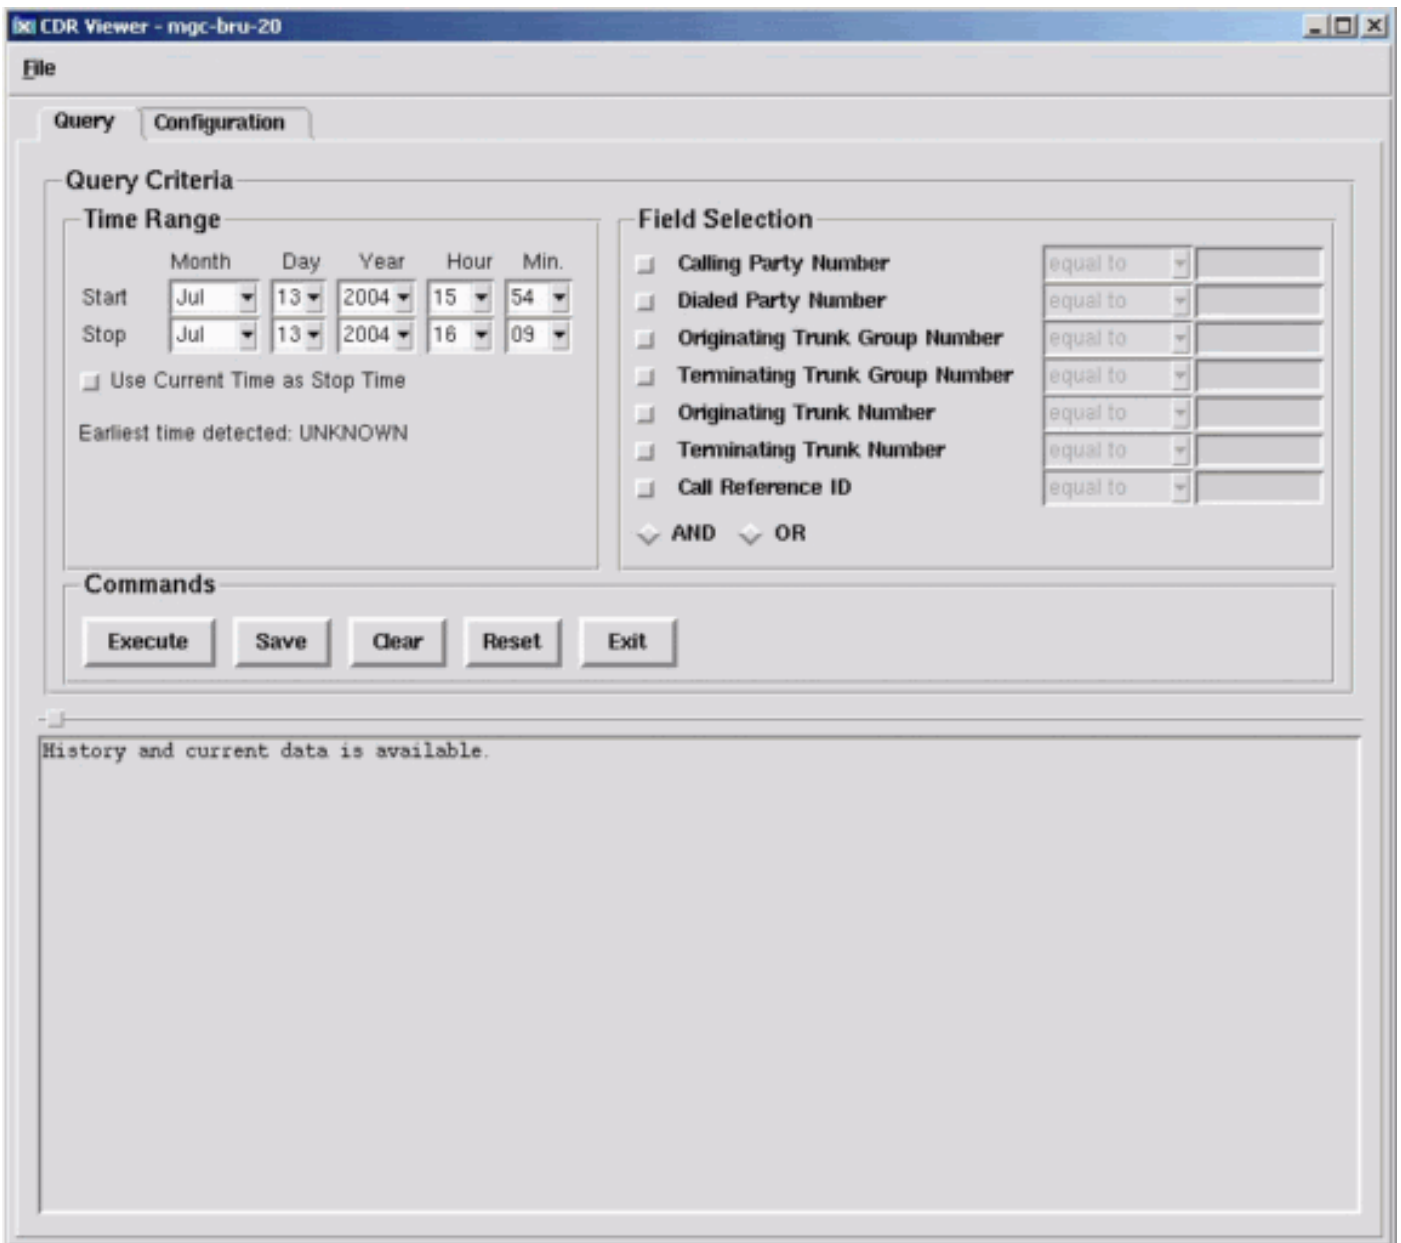 CDR Viewer - mgc-bru-20
File
Query Configuration
Query Criteria
Time Range
Month Day Year Hour Min.
Start Jul 13 2004 15 54
Stop Jul 13 2004 16 09
Use Current Time as Stop Time
Earliest time detected: UNKNOWN
Field Selection
Calling Party Number equal to
Dialed Party Number equal to
Originating Trunk Group Number equal to
Terminating Trunk Group Number equal to
Originating Trunk Number equal to
Terminating Trunk Number equal to
Call Reference ID equal to
AND OR
Commands
Execute Save Clear Reset Exit
History and current data is available.